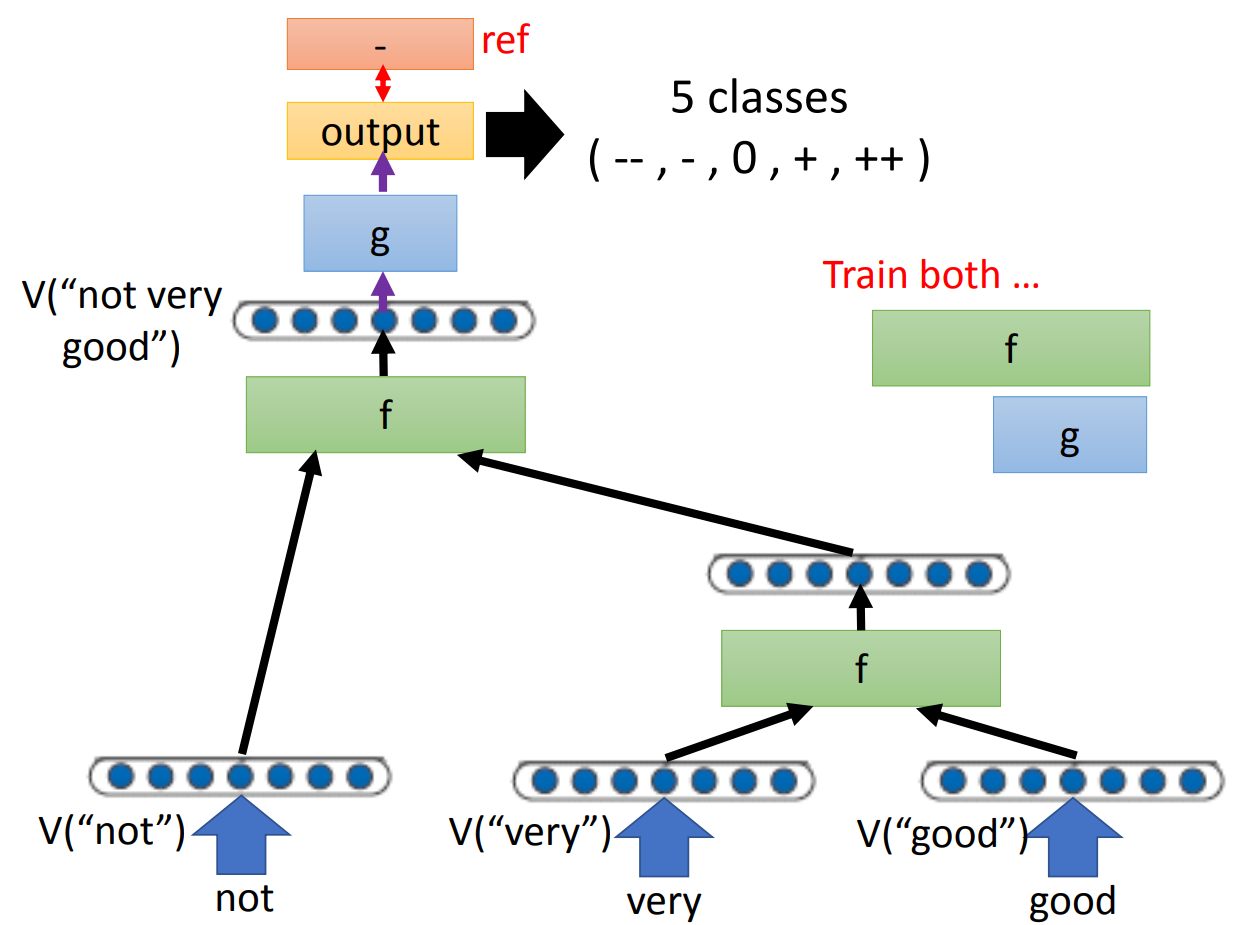 -
ref
output
5 classes
( -- , - , 0 , + , ++ )
g
V(“not very
good”)
f
Train both …
f
g
f
V(“not”)
V(“very”)
V(“good”)
not
very
good